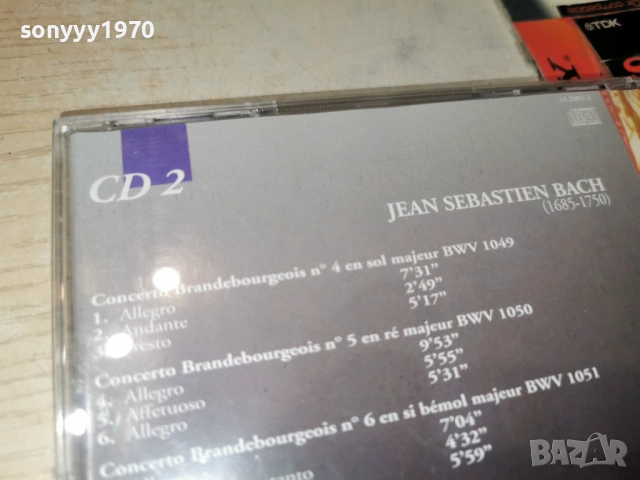 sonyyy1970
TDK
CD 2
JEAN SEBASTIEN BACH
(1685-1750)
Concerto Brandebourgeois n° 4 en sol majeur BWV 1049
1. Allegro 7'31"
2. Andante 2'49"
Presto 5'17"
Concerto Brandebourgeois n° 5 en ré majeur BWV 1050
4. Allegro 9'53"
5. Affetuoso 5'55"
6. Allegro 5'31"
Concerto Brandebourgeois n° 6 en si bémol majeur BWV 1051
7'04"
4'32"
5'59"
BAZAR
bg